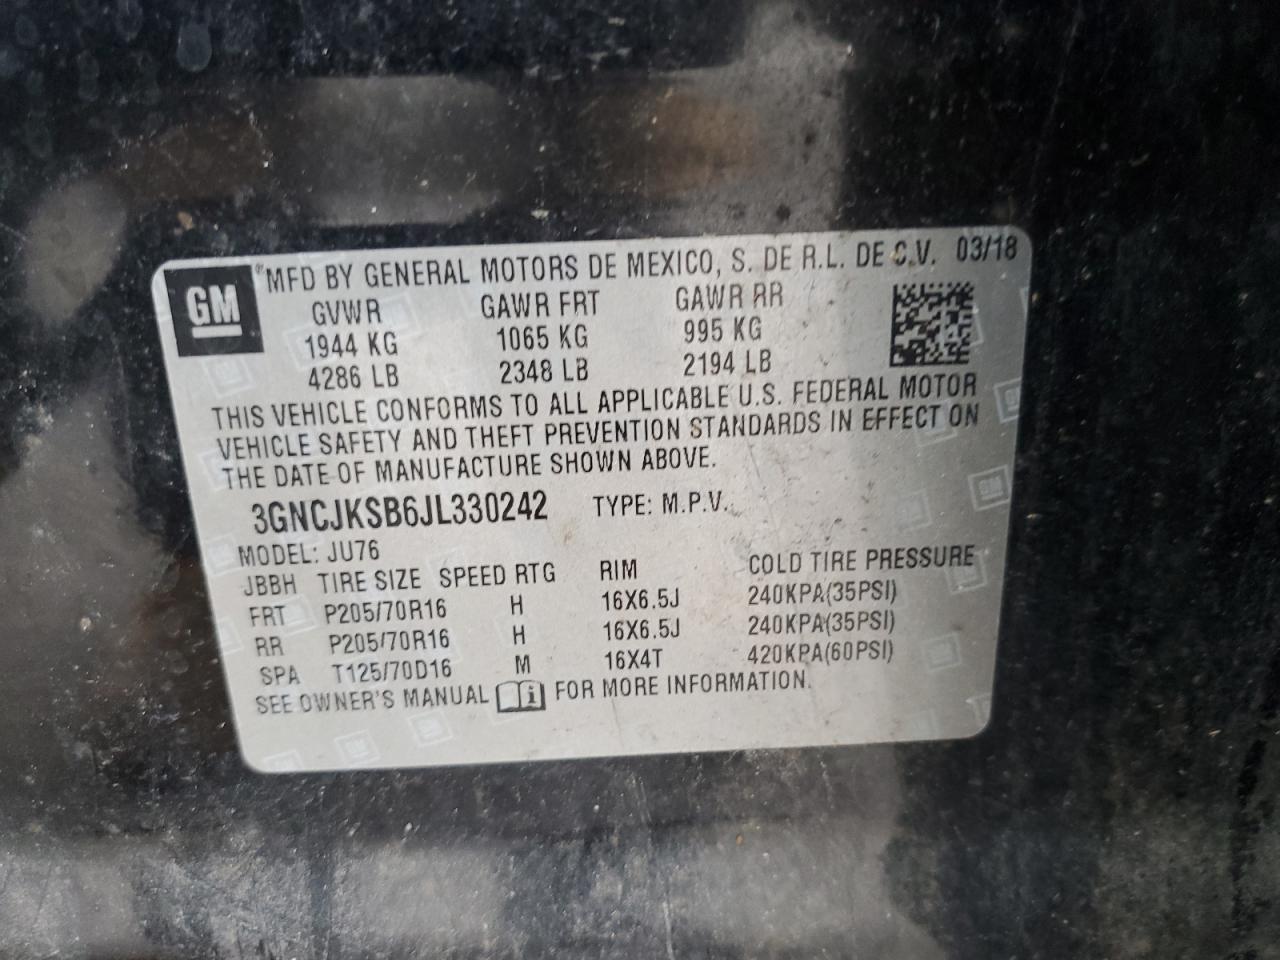 GM
® MFD BY GENERAL MOTORS DE MEXICO, S. DE R.L. DE C.V. 03/18
GVWR GAWR FRT GAWR RR
1944 KG 1065 KG 995 KG
4286 LB 2348 LB 2194 LB
THIS VEHICLE CONFORMS TO ALL APPLICABLE U.S. FEDERAL MOTOR
VEHICLE SAFETY AND THEFT PREVENTION STANDARDS IN EFFECT ON
THE DATE OF MANUFACTURE SHOWN ABOVE.
3GNCJKSB6JL330242 TYPE: M.P.V.
MODEL: JU76
JBBH TIRE SIZE SPEED RTG RIM COLD TIRE PRESSURE
FRT P205/70R16 H 16X6.5J 240KPA(35PSI)
RR P205/70R16 H 16X6.5J 240KPA(35PSI)
SPA T125/70D16 M 16X4T 420KPA(60PSI)
SEE OWNER'S MANUAL i FOR MORE INFORMATION.